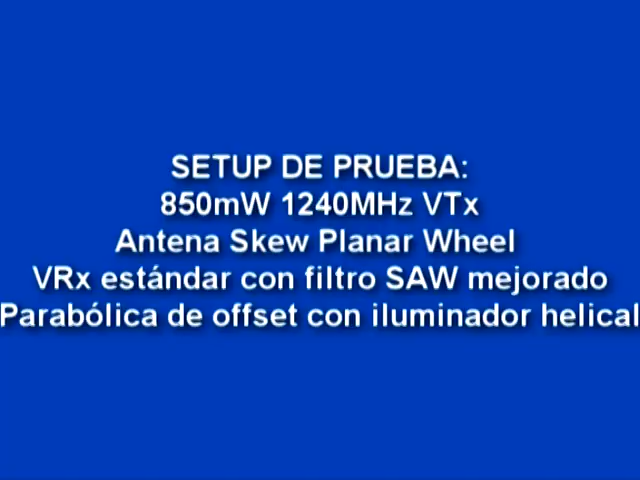 SETUP DE PRUEBA:
850mW 1240MHz VTx
Antena Skew Planar Wheel
VRx estándar con filtro SAW mejorado
Parabólica de offset con iluminador helical